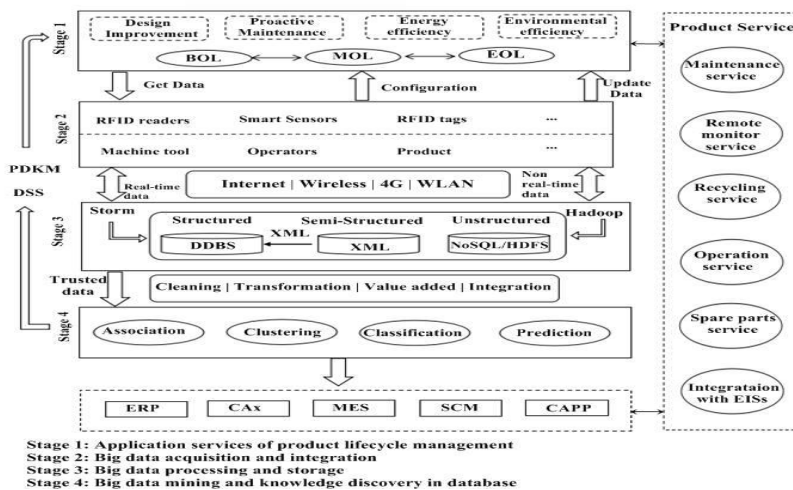 Stage 1
Design Improvement
Proactive Maintenance
Energy efficiency
Environmental efficiency
BOL
MOL
EOL
Get Data
Configuration
Update Data
Stage 2
RFID readers
Smart Sensors
RFID tags
...
Machine tool
Operators
Product
...
PDKM
DSS
Real-time data
Internet | Wireless | 4G | WLAN
Non real-time data
Stage 3
Storm
Structured
Semi-Structured
Unstructured
Hadoop
DDBS
XML
XML
NoSQL/HDFS
Trusted data
Cleaning | Transformation | Value added | Integration
Stage 4
Association
Clustering
Classification
Prediction
ERP
CAx
MES
SCM
CAPP
Product Service
Maintenance service
Remote monitor service
Recycling service
Operation service
Spare parts service
Integrataion with EISs
Stage 1: Application services of product lifecycle management
Stage 2: Big data acquisition and integration
Stage 3: Big data processing and storage
Stage 4: Big data mining and knowledge discovery in database